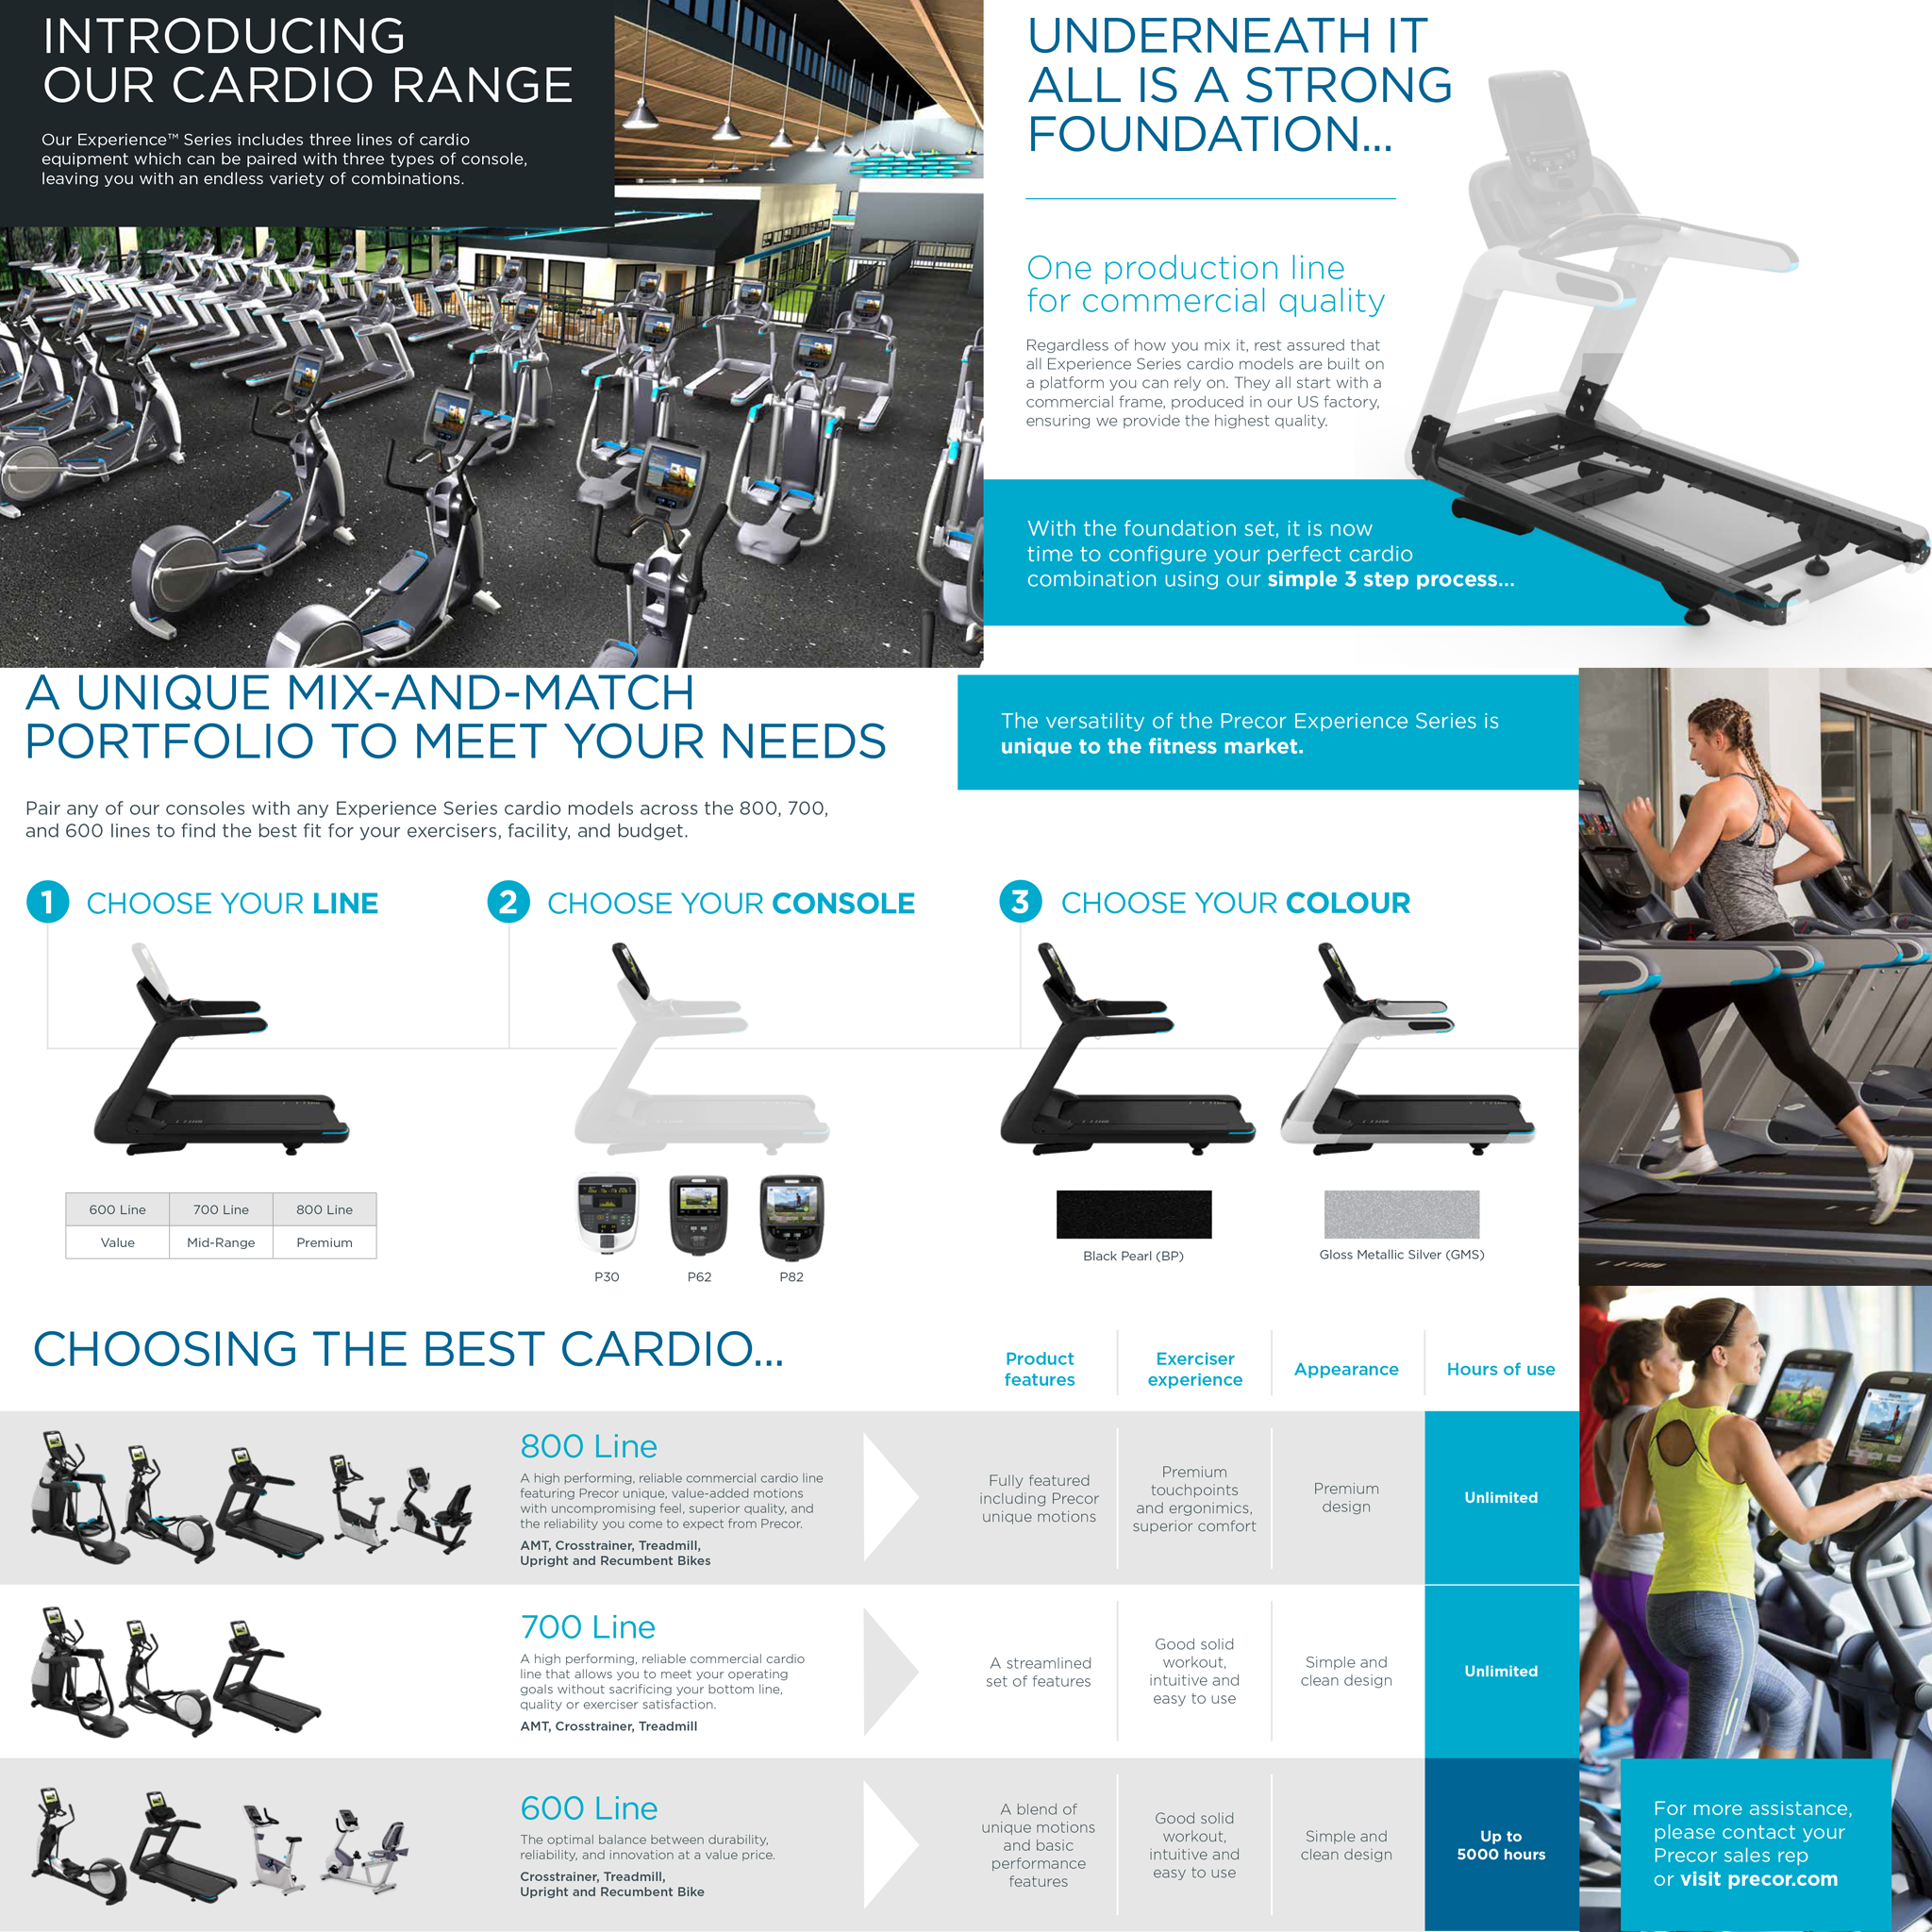 INTRODUCING
OUR CARDIO RANGE
Our Experience™ Series includes three lines of cardio
equipment which can be paired with three types of console,
leaving you with an endless variety of combinations.
UNDERNEATH IT
ALL IS A STRONG
FOUNDATION...
One production line
for commercial quality
Regardless of how you mix it, rest assured that
all Experience Series cardio models are built on
a platform you can rely on. They all start with a
commercial frame, produced in our US factory,
ensuring we provide the highest quality.
With the foundation set, it is now
time to configure your perfect cardio
combination using our simple 3 step process...
A UNIQUE MIX-AND-MATCH
PORTFOLIO TO MEET YOUR NEEDS
Pair any of our consoles with any Experience Series cardio models across the 800, 700,
and 600 lines to find the best fit for your exercisers, facility, and budget.
The versatility of the Precor Experience Series is
unique to the fitness market.
1 CHOOSE YOUR LINE
600 Line 700 Line 800 Line
Value Mid-Range Premium
2 CHOOSE YOUR CONSOLE
P30 P62 P82
3 CHOOSE YOUR COLOUR
Black Pearl (BP) Gloss Metallic Silver (GMS)
CHOOSING THE BEST CARDIO...
Product
features
Exerciser
experience
Appearance
Hours of use
800 Line
A high performing, reliable commercial cardio line
featuring Precor unique, value-added motions
with uncompromising feel, superior quality, and
the reliability you come to expect from Precor.
AMT, Crosstrainer, Treadmill,
Upright and Recumbent Bikes
Fully featured
including Precor
unique motions
Premium
touchpoints
and ergonimics,
superior comfort
Premium
design
Unlimited
700 Line
A high performing, reliable commercial cardio
line that allows you to meet your operating
goals without sacrificing your bottom line,
quality or exerciser satisfaction.
AMT, Crosstrainer, Treadmill
A streamlined
set of features
Good solid
workout,
intuitive and
easy to use
Simple and
clean design
Unlimited
600 Line
The optimal balance between durability,
reliability, and innovation at a value price.
Crosstrainer, Treadmill,
Upright and Recumbent Bike
A blend of
unique motions
and basic
performance
features
Good solid
workout,
intuitive and
easy to use
Simple and
clean design
Up to
5000 hours
For more assistance,
please contact your
Precor sales rep
or visit precor.com